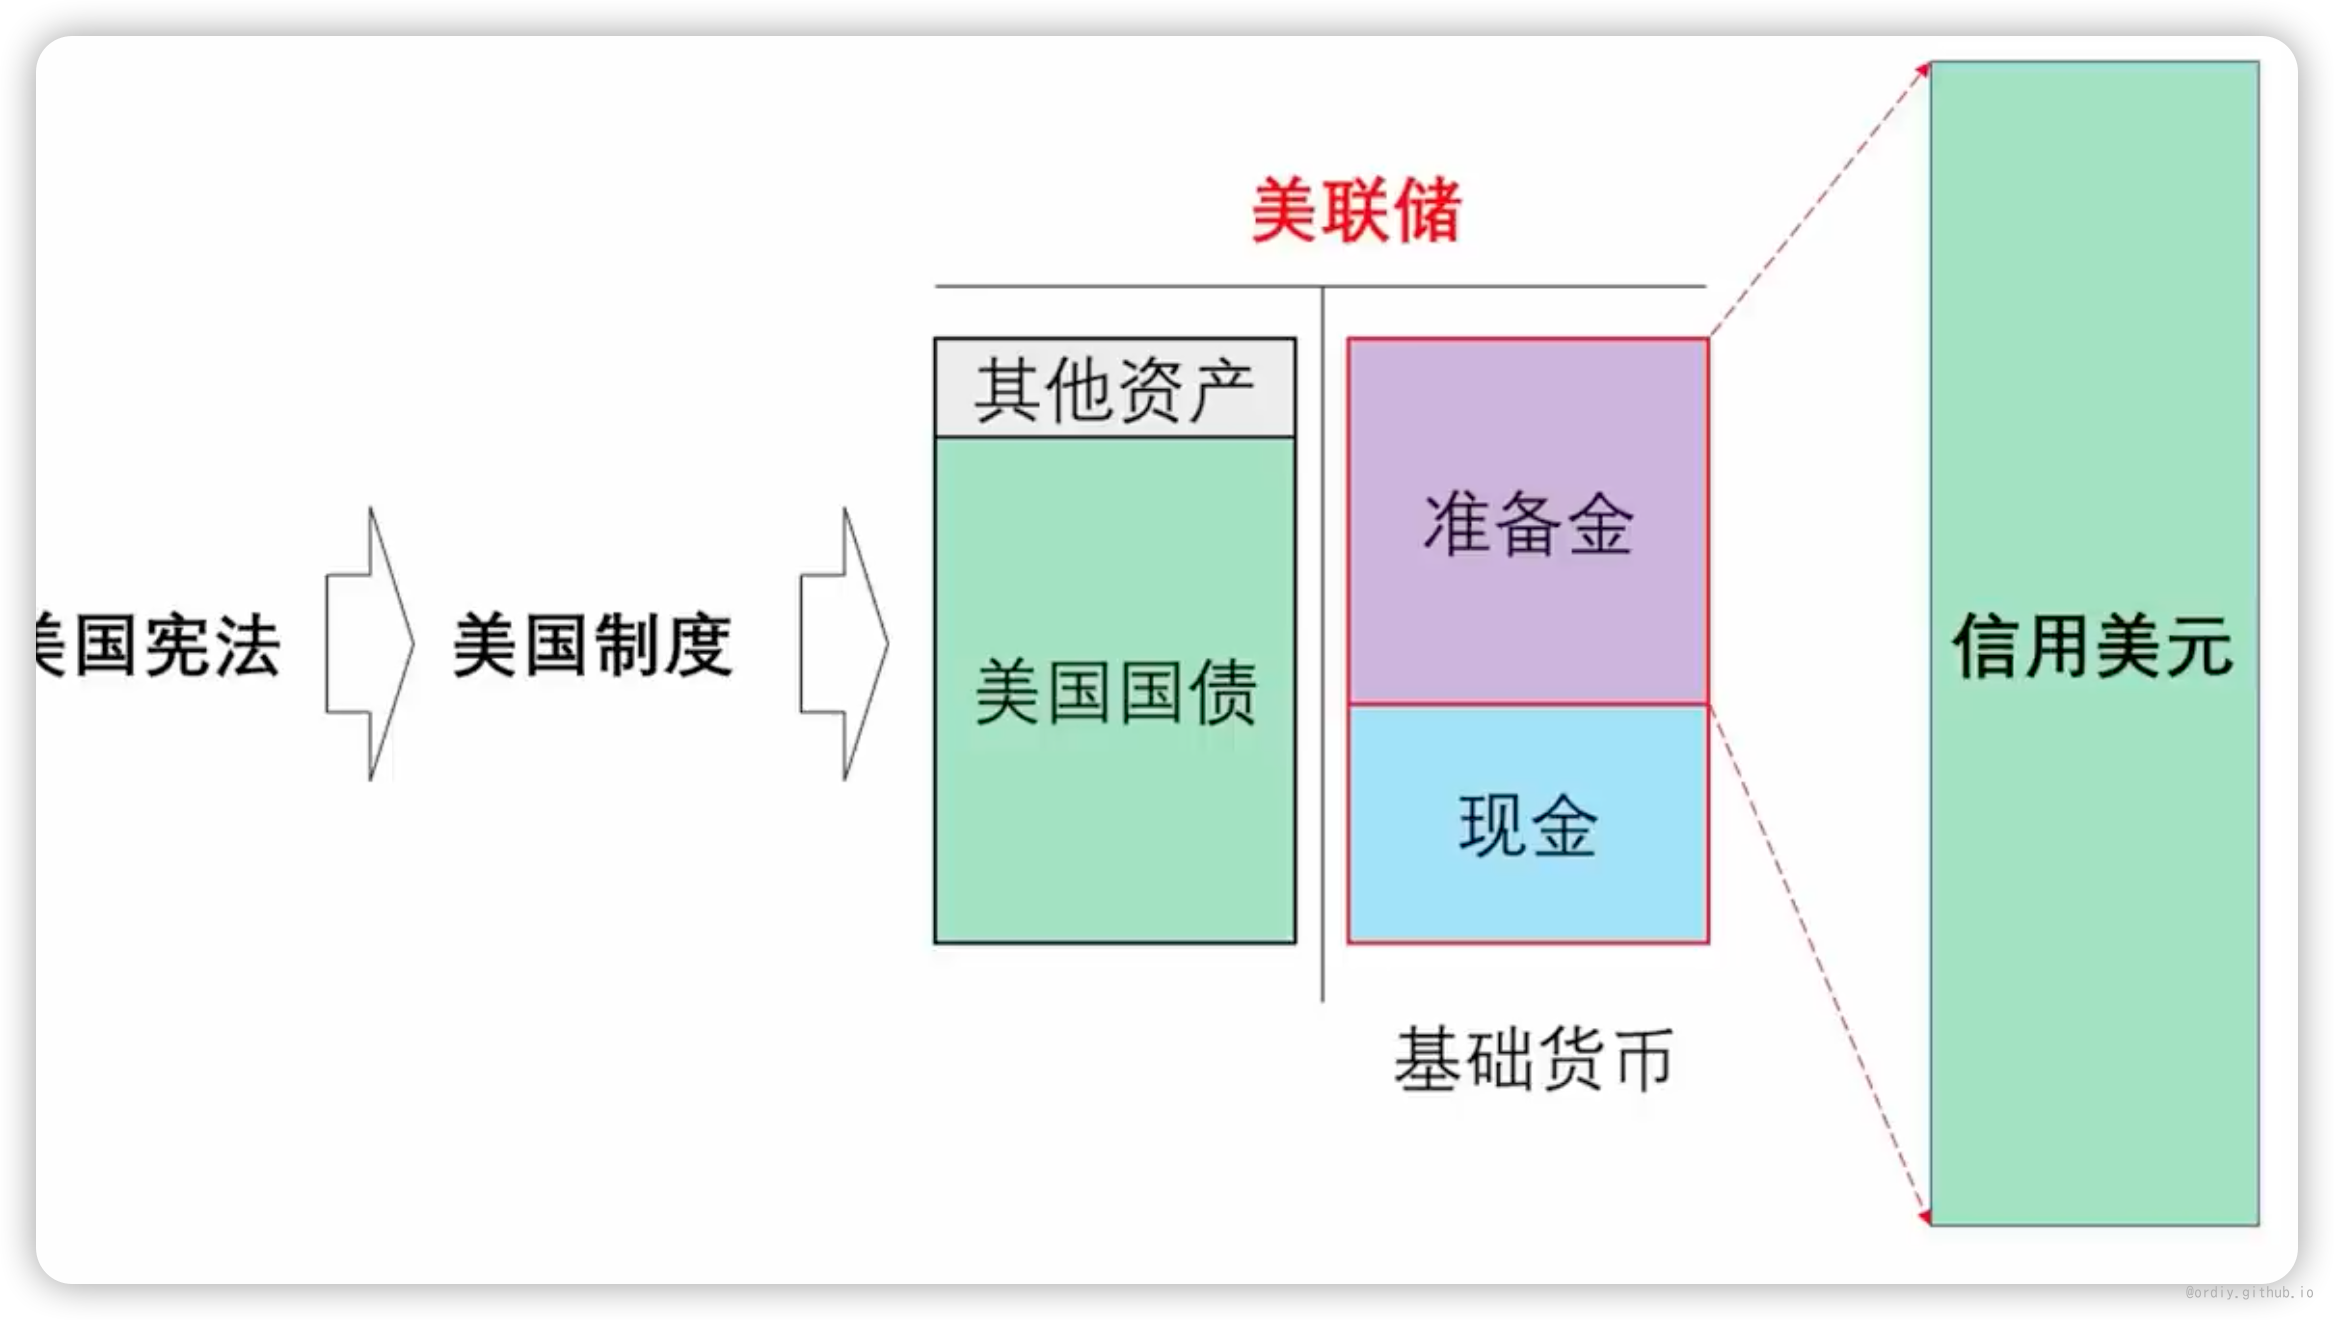 美联储
其他资产
准备金
美国宪法
美国制度
美国国债
信用美元
现金
基础货币
@ordiy.github.io